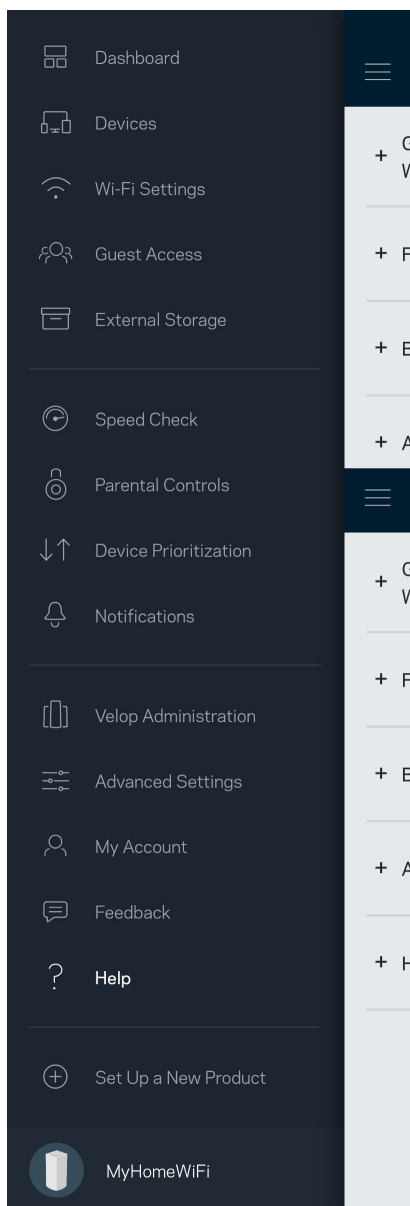 Dashboard
Devices
Wi-Fi Settings
Guest Access
External Storage
Speed Check
Parental Controls
Device Prioritization
Notifications
Velop Administration
Advanced Settings
My Account
Feedback
Help
Set Up a New Product
MyHomeWiFi